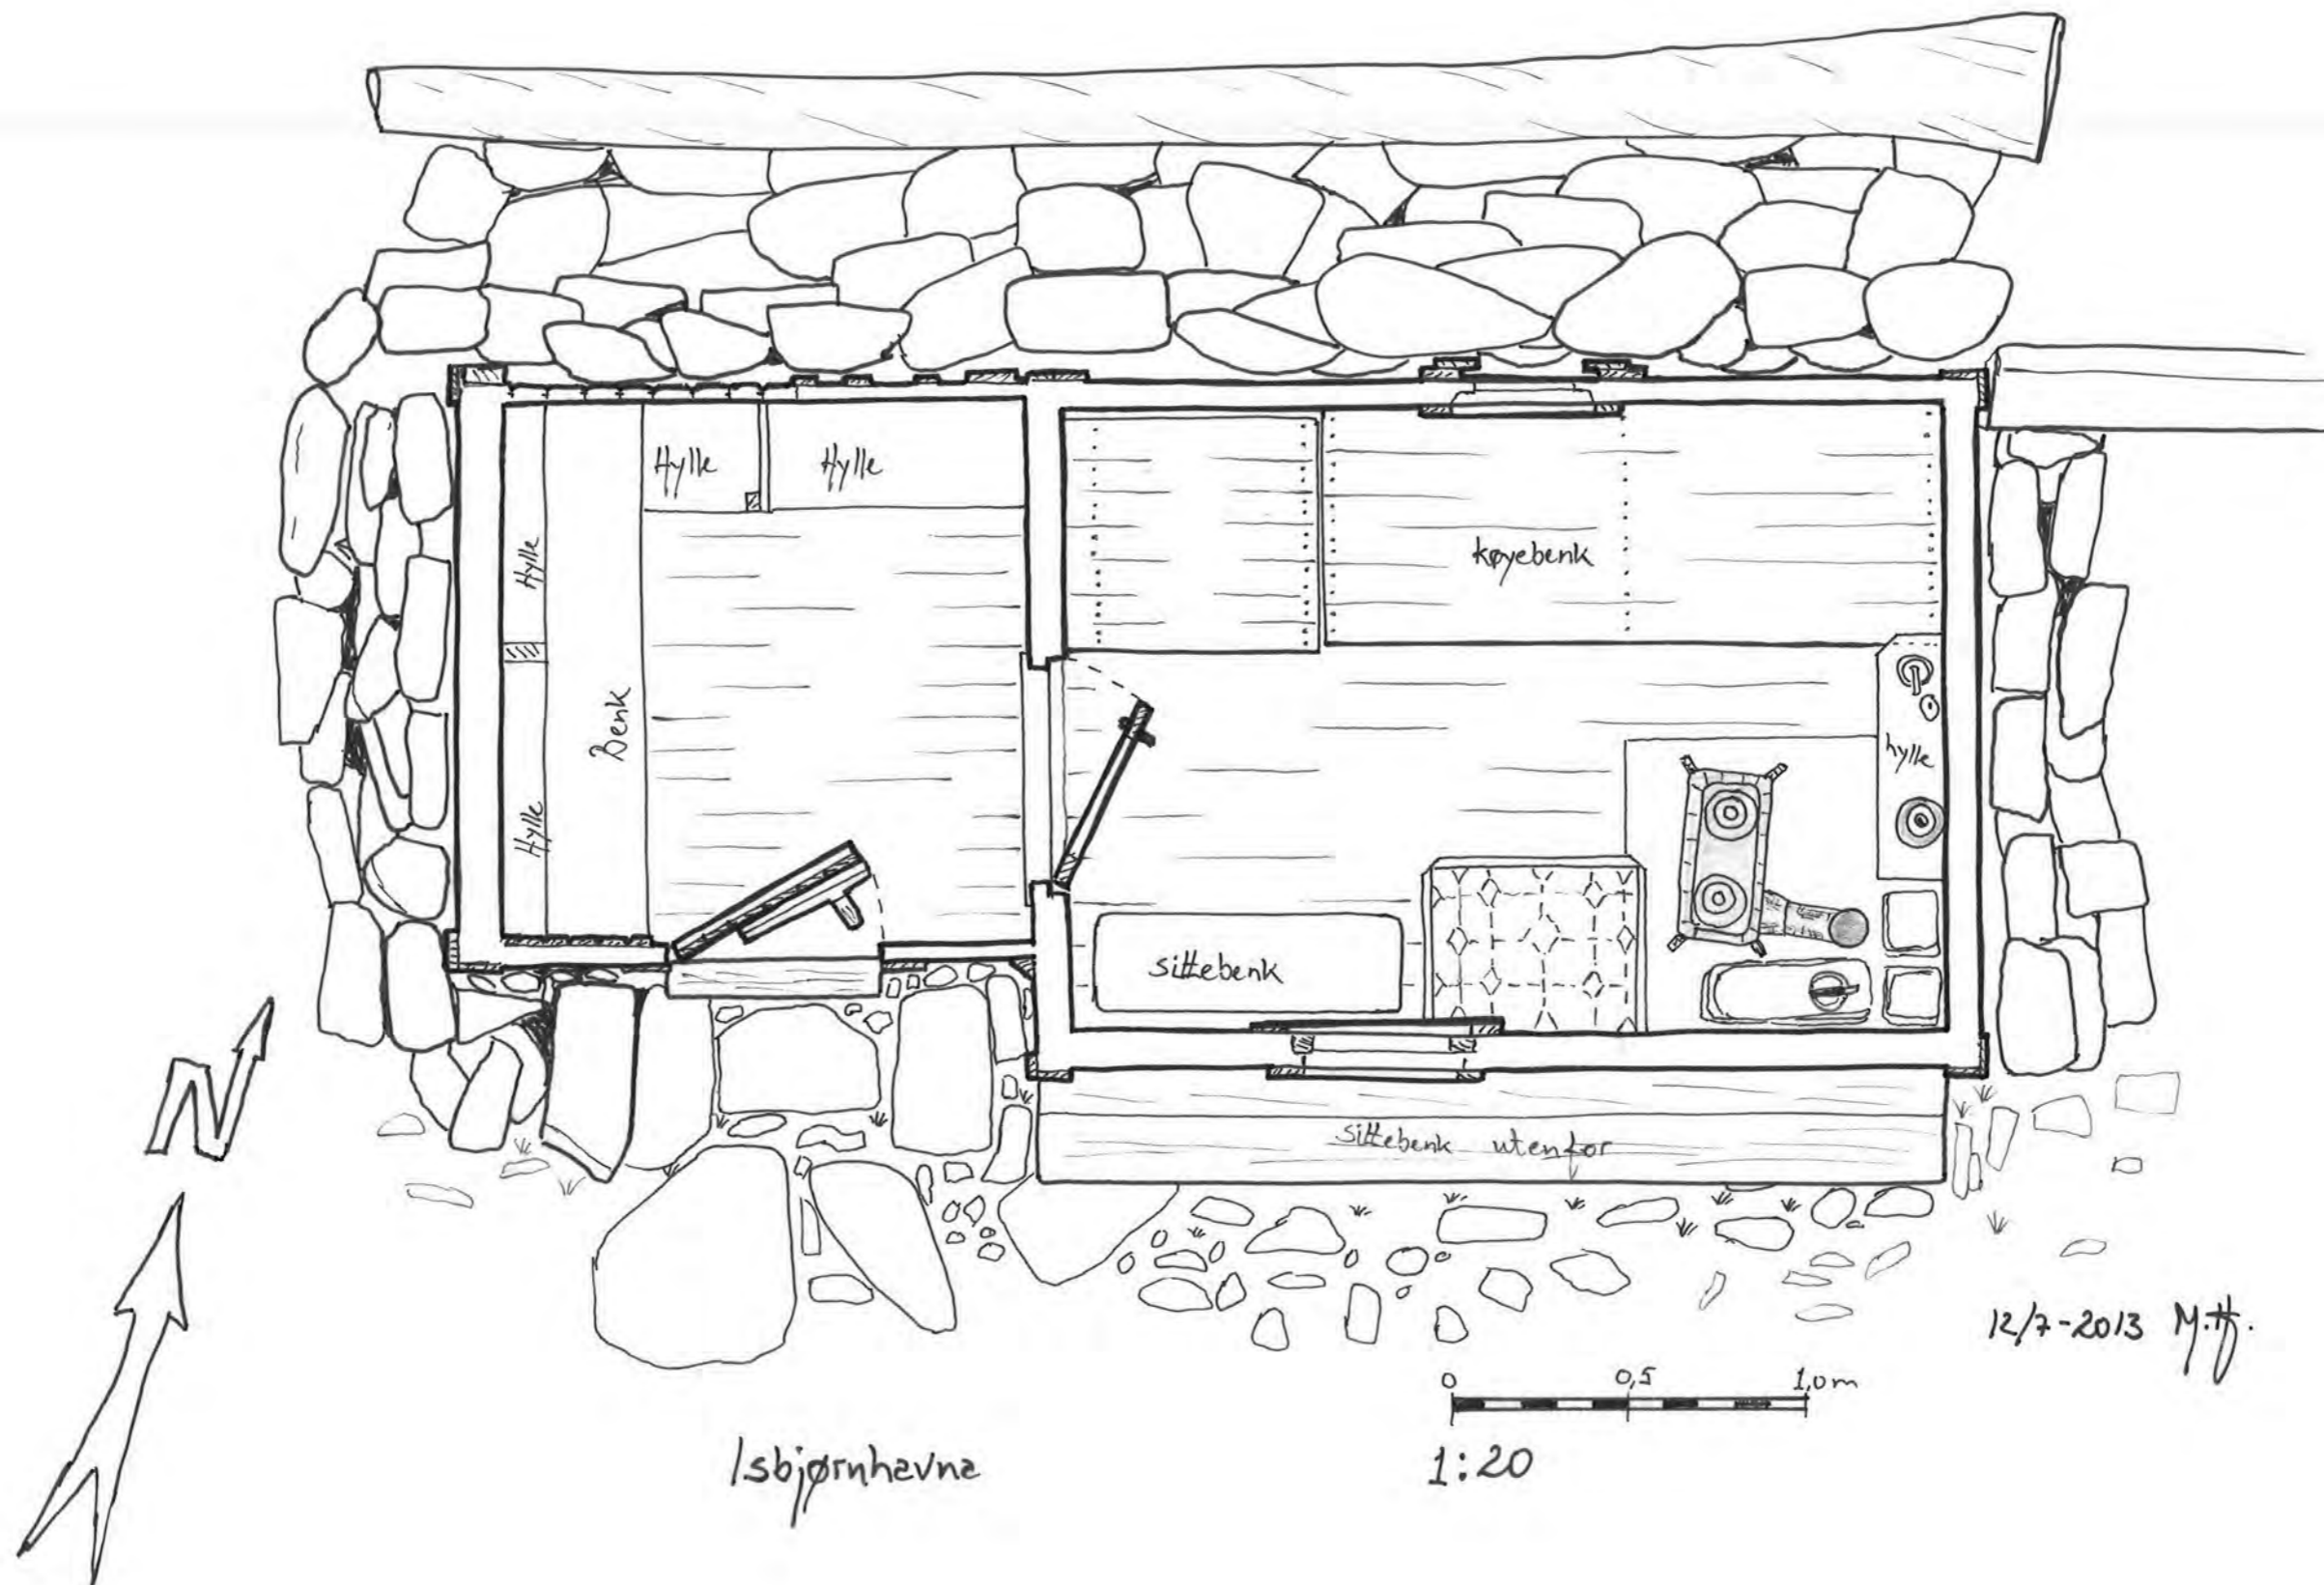 Hylle
Hylle
Hylle
køyebenk
Benk
hylle
Hylle
sittebenk
N
sittebenk utenfor
12/7-2013 M.H.
0 0,5 1,0m
Isbjørnhavna
1:20